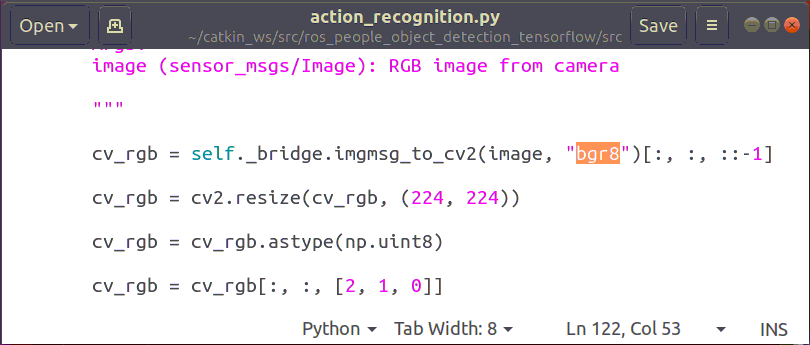 Open
action_recognition.py
~/catkin_ws/src/ros_people_object_detection_tensorflow/src
Save
image (sensor_msgs/Image): RGB image from camera
"""
cv_rgb = self._bridge.imgmsg_to_cv2(image, "bgr8")[:, :, ::-1]
cv_rgb = cv2.resize(cv_rgb, (224, 224))
cv_rgb = cv_rgb.astype(np.uint8)
cv_rgb = cv_rgb[:, :, [2, 1, 0]]
Python Tab Width: 8 Ln 122, Col 53 INS